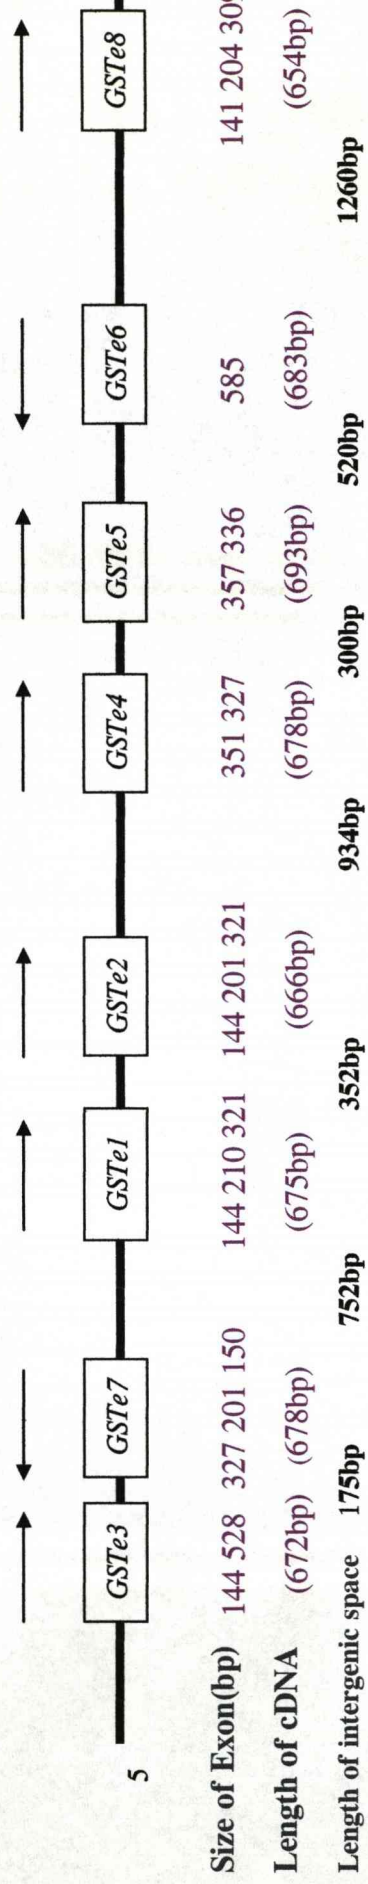 GSTe3 GSTe7 GSTe1 GSTe2 GSTe4 GSTe5 GSTe6 GSTe8
5
Size of Exon(bp) 144 528 327 201 150 144 210 321 144 201 321 351 327 357 336 585 141 204 309
Length of cDNA (672bp) (678bp) (675bp) (666bp) (678bp) (693bp) (683bp) (654bp)
Length of intergenic space 175bp 752bp 352bp 934bp 300bp 520bp 1260bp